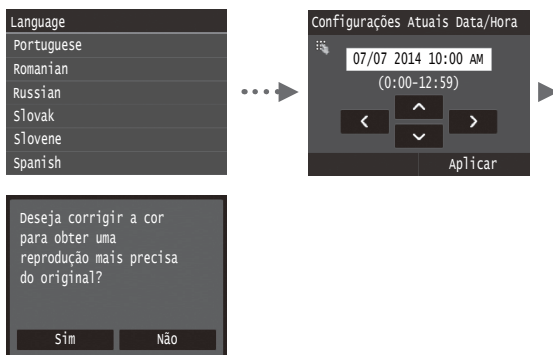 Language
Portuguese
Romanian
Russian
Slovak
Slovene
Spanish
Configurações Atuais Data/Hora
07/07 2014 10:00 AM
(0:00-12:59)
Aplicar
Deseja corrigir a cor
para obter uma
reprodução mais precisa
do original?
Sim Não